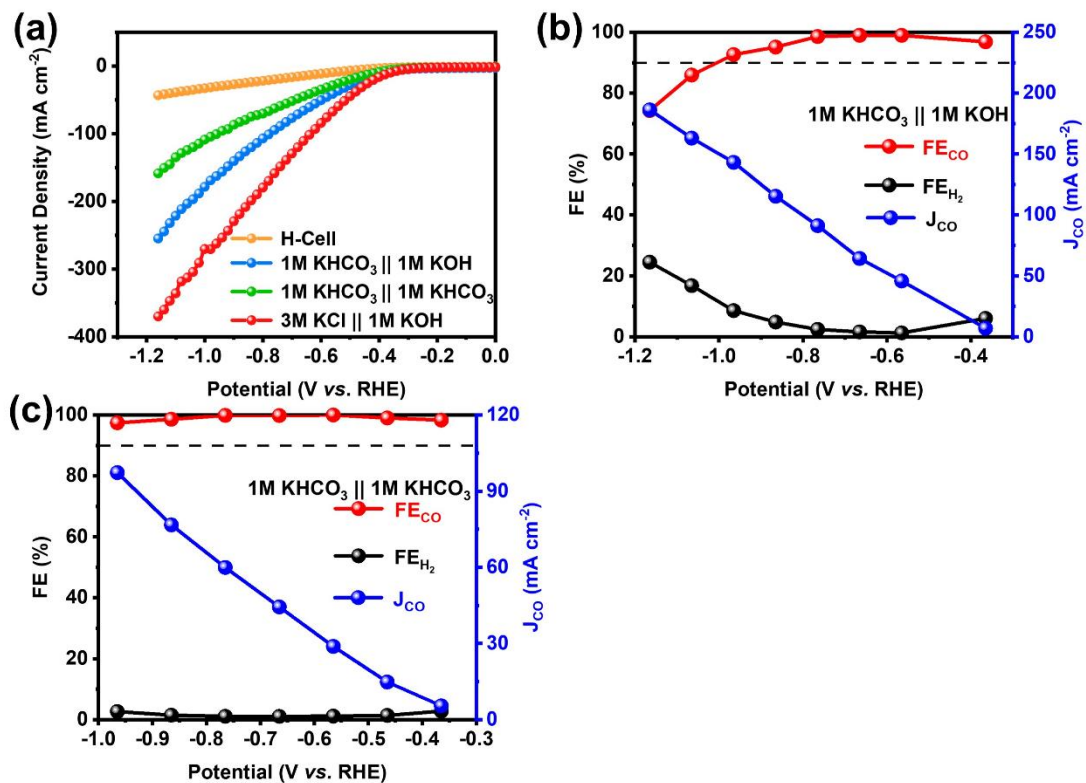 (a)
Current Density (mA cm⁻²)
0
-100
-200
-300
-400
H-Cell
1M KHCO₃ || 1M KOH
1M KHCO₃ || 1M KHCO₃
3M KCl || 1M KOH
-1.2 -1.0 -0.8 -0.6 -0.4 -0.2 0.0
Potential (V vs. RHE)
(b)
FE (%)
100
80
60
40
20
0
1M KHCO₃ || 1M KOH
FE_CO
FE_H₂
J_CO
250
200
150
100
50
0
J_CO (mA cm⁻²)
-1.2 -1.0 -0.8 -0.6 -0.4
Potential (V vs. RHE)
(c)
FE (%)
100
80
60
40
20
0
1M KHCO₃ || 1M KHCO₃
FE_CO
FE_H₂
J_CO
120
90
60
30
0
J_CO (mA cm⁻²)
-1.0 -0.9 -0.8 -0.7 -0.6 -0.5 -0.4 -0.3
Potential (V vs. RHE)